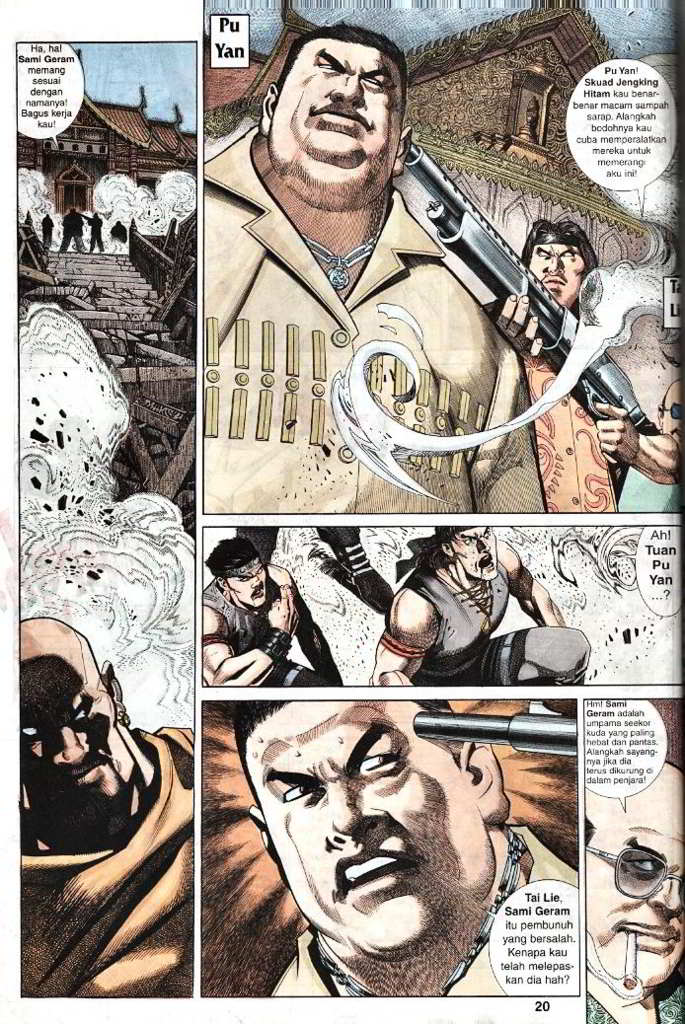 Ha, ha!
Sami Geram
memang
sesuai
dengan
namanya!
Bagus kerja
kau!
Pu
Yan
Pu Yan!
Skuad Jengking
Hitam kau benar-
benar macam sampah
sarap. Alangkah
bodohnya kau
cuba memperalatkan
mereka untuk
memerangi
aku ini!
Ah!
Tuan
Pu
Yan
...?
Tai Lie,
Sami Geram
itu pembunuh
yang bersalah.
Kenapa kau
telah melepas-
kan dia hah?
Hm! Sami
Geram adalah
umpama seekor
kuda yang paling
hebat dan pantas.
Alangkah sayang-
nya jika dia
terus dikurung di
dalam penjara!
20